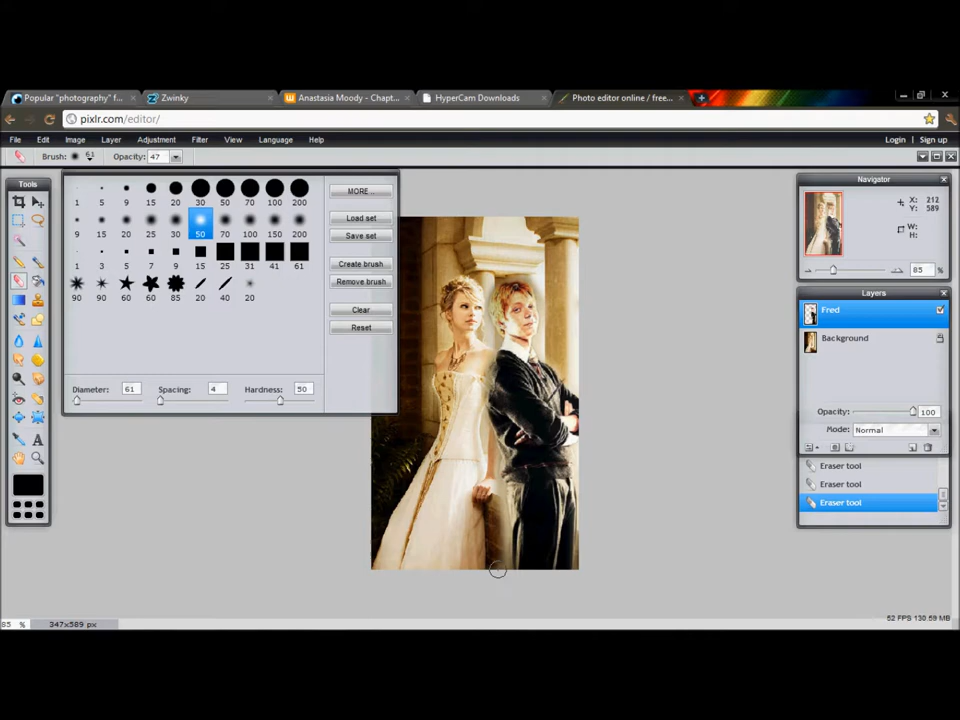 Popular "photography" f...
Zwinky
Anastasia Moody - Chapt...
HyperCam Downloads
Photo editor online / free...
pixlr.com/editor/
File Edit Image Layer Adjustment Filter View Language Help
Login Sign up
Brush: 61 Opacity: 47
Tools
1 5 9 15 20 30 50 70 100 200
9 15 20 25 30 50 70 100 150 200
1 3 5 7 9 15 25 31 41 61
90 90 60 60 85 20 40 20
MORE...
Load set
Save set
Create brush
Remove brush
Clear
Reset
Diameter: 61 Spacing: 4 Hardness: 50
Navigator
X: 212
Y: 589
W:
H:
85 %
Layers
Fred
Background
Opacity: 100
Mode: Normal
Eraser tool
Eraser tool
Eraser tool
85 % 347x589 px
52 FPS 138.59 MB